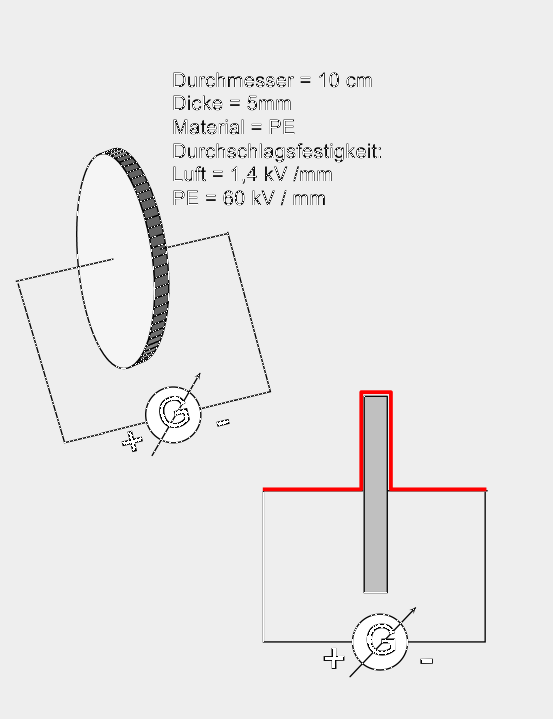 Durchmesser = 10 cm
Dicke = 5mm
Material = PE
Durchschlagsfestigkeit:
Luft = 1,4 kV /mm
PE = 60 kV / mm
G
+ -
G
+ -